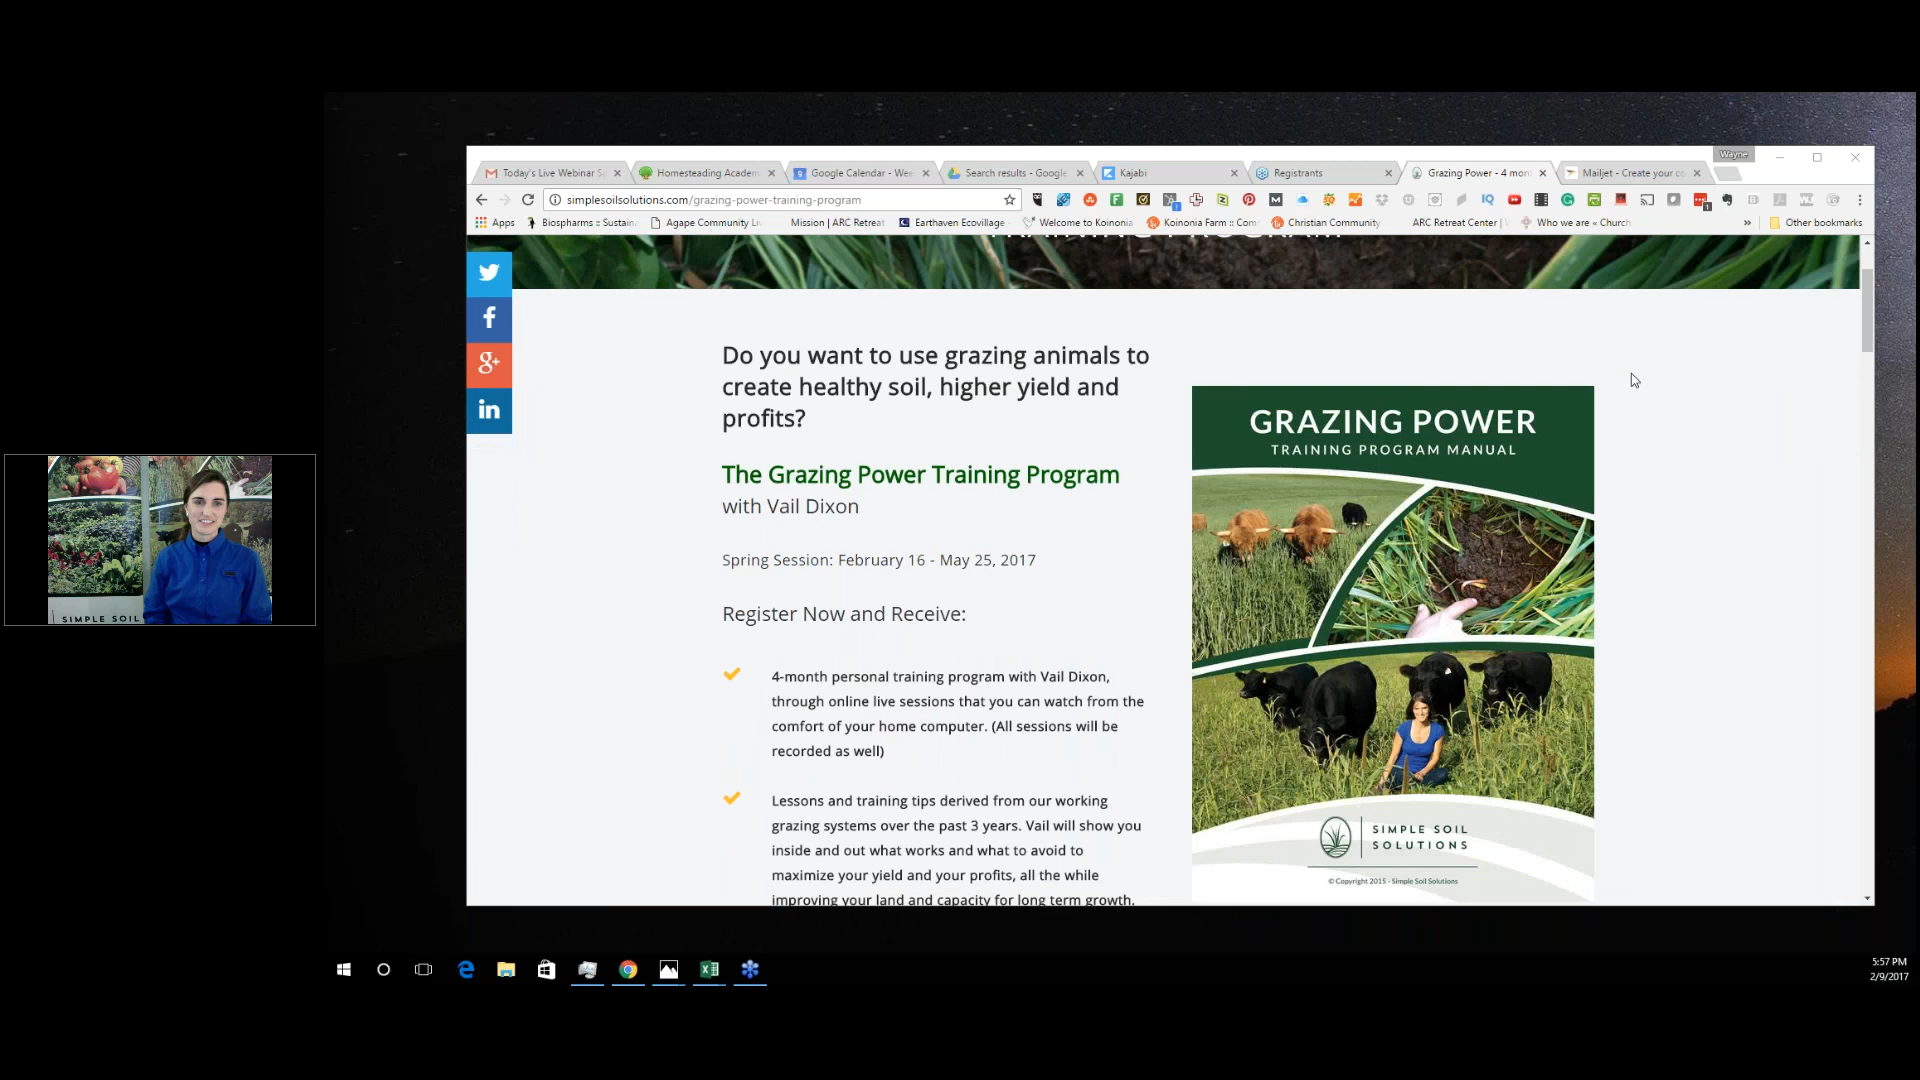 Wayne
Today's Live Webinar
Homesteading Academ
Google Calendar - Wee
Search results - Google
Kajabi
Registrants
Grazing Power - 4 mon
Mailjet - Create your co
simplesoilsolutions.com/grazing-power-training-program
Apps
Biospharms :: Sustain
Agape Community Li
Mission | ARC Retreat
Earthaven Ecovillage
Welcome to Koinonia
Koinonia Farm :: Com
Christian Community
ARC Retreat Center |
Who we are « Church
»
Other bookmarks
Do you want to use grazing animals to
create healthy soil, higher yield and
profits?
The Grazing Power Training Program
with Vail Dixon
Spring Session: February 16 - May 25, 2017
Register Now and Receive:
4-month personal training program with Vail Dixon,
through online live sessions that you can watch from the
comfort of your home computer. (All sessions will be
recorded as well)
Lessons and training tips derived from our working
grazing systems over the past 3 years. Vail will show you
inside and out what works and what to avoid to
maximize your yield and your profits, all the while
improving your land and capacity for long term growth.
GRAZING POWER
TRAINING PROGRAM MANUAL
SIMPLE SOIL
SOLUTIONS
© Copyright 2015 - Simple Soil Solutions
SIMPLE SOIL
5:57 PM
2/9/2017